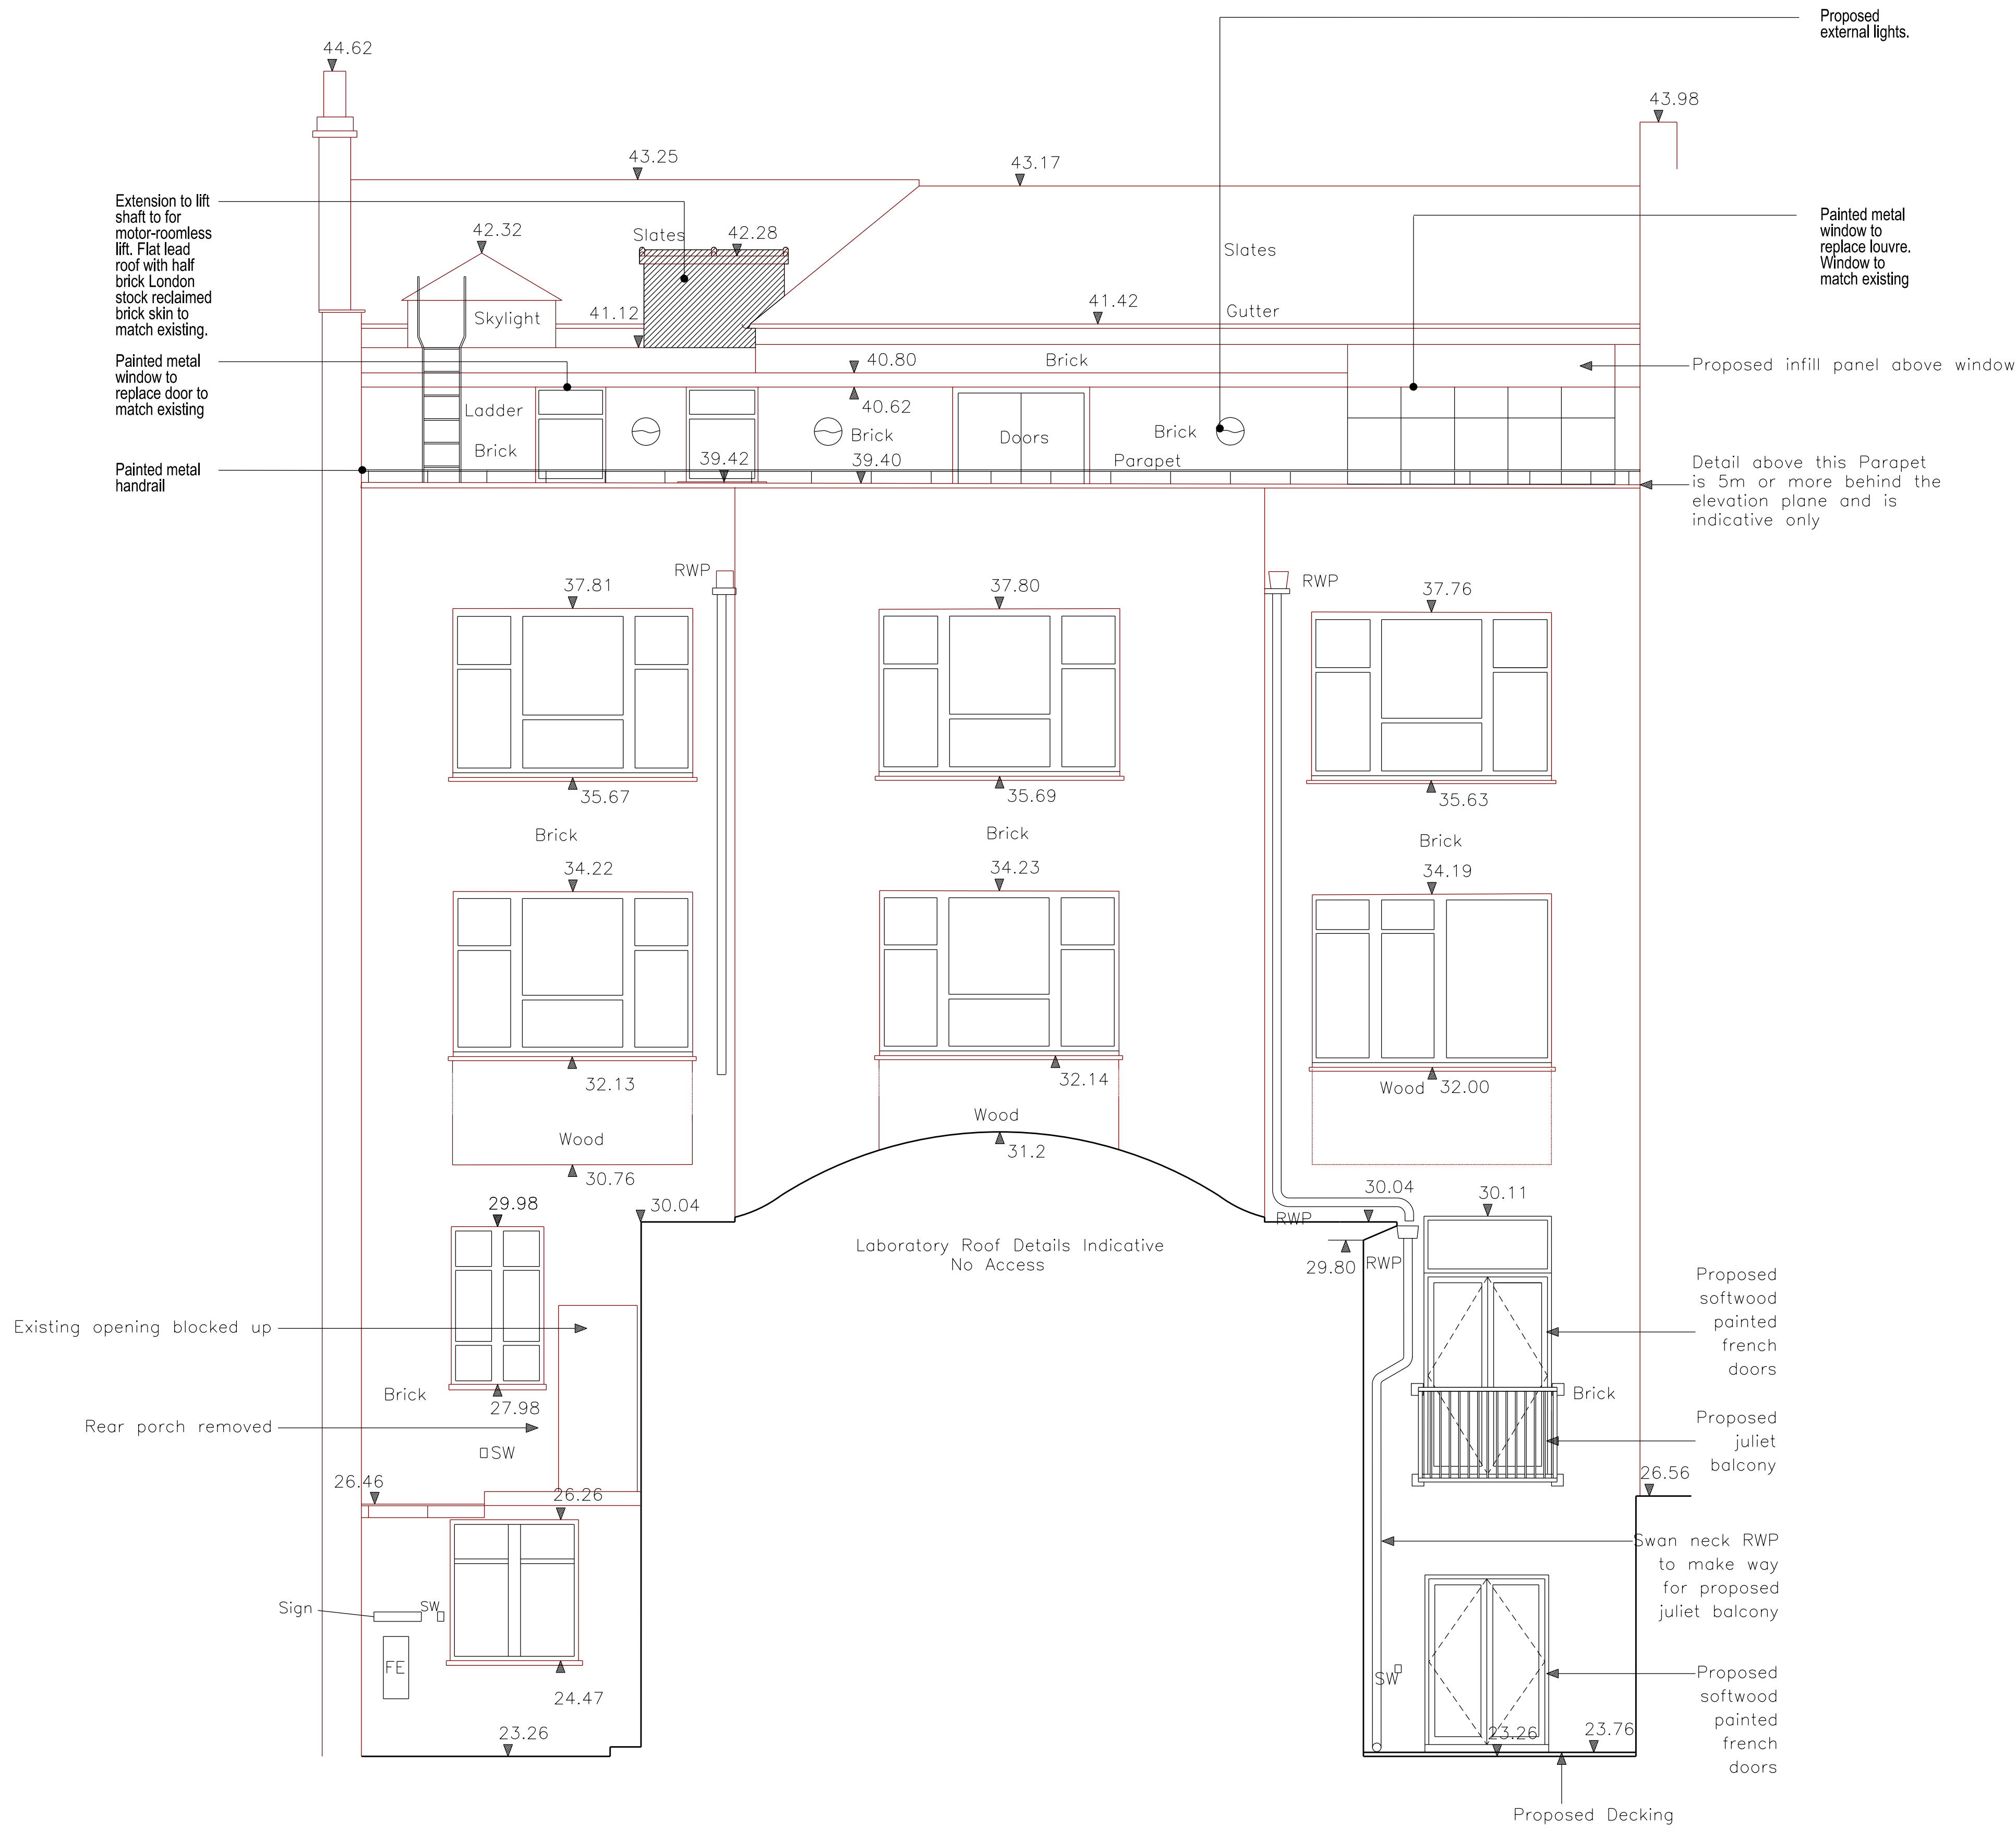 Proposed
external lights.
44.62
43.98
43.25
43.17
Extension to lift
shaft to for
motor-roomless
lift. Flat lead
roof with half
brick London
stock reclaimed
brick skin to
match existing.
Painted metal
window to
replace louvre.
Window to
match existing
42.32
Slates
42.28
Slates
41.12
Skylight
41.42
Gutter
Painted metal
window to
replace door to
match existing
40.80
Brick
Proposed infill panel above window
40.62
Ladder
Brick
Brick
Doors
Brick
39.42
39.40
Parapet
Painted metal
handrail
Detail above this Parapet
is 5m or more behind the
elevation plane and is
indicative only
RWP
RWP
37.81
37.80
37.76
35.67
35.69
35.63
Brick
Brick
Brick
34.22
34.23
34.19
32.13
32.14
Wood
32.00
Wood
Wood
31.2
30.76
29.98
30.04
30.04
30.11
RWP
Laboratory Roof Details Indicative
No Access
29.80
RWP
Proposed
softwood
painted
french
doors
Existing opening blocked up
Brick
27.98
Brick
Rear porch removed
Proposed
juliet
balcony
SW
26.46
26.26
26.56
Swan neck RWP
to make way
for proposed
juliet balcony
Sign
SW
FE
24.47
SW
Proposed
softwood
painted
french
doors
23.26
23.26
23.76
Proposed Decking